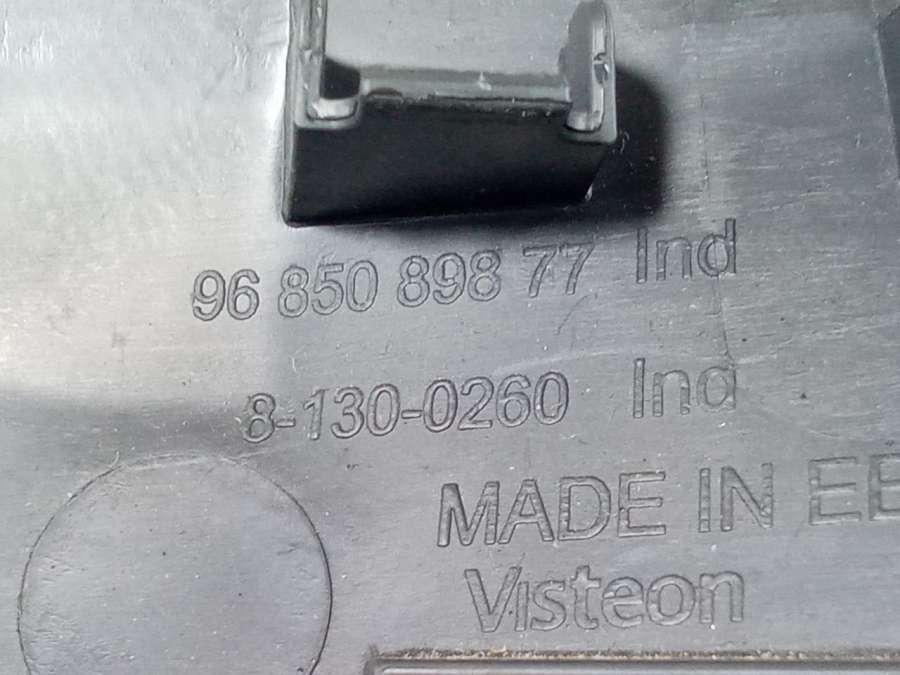 96 850 898 77 Ind
8-130-0260 Ind
MADE IN
Visteon